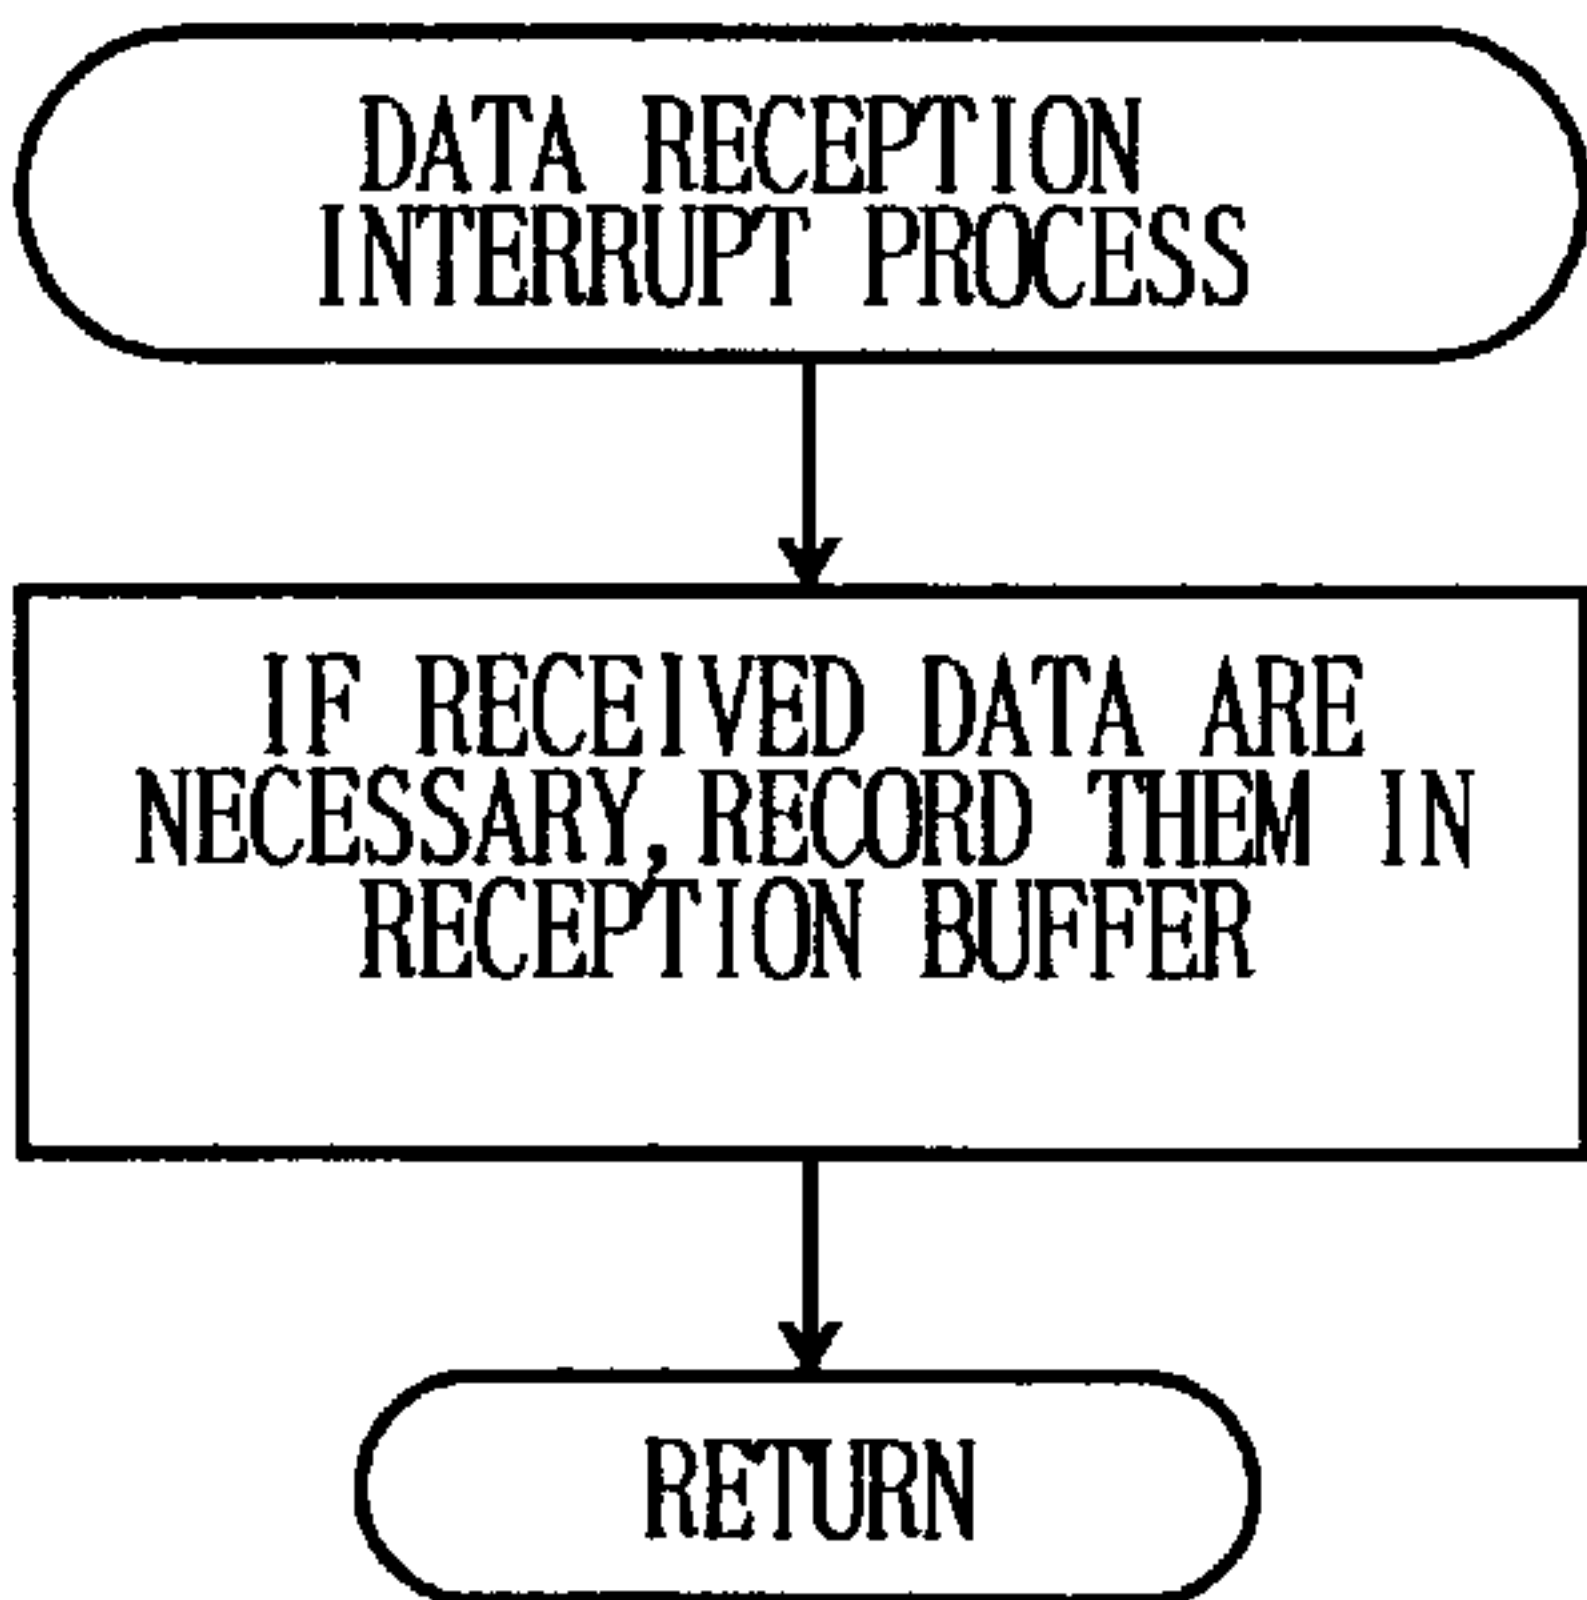 DATA RECEPTION
INTERRUPT PROCESS
IF RECEIVED DATA ARE
NECESSARY, RECORD THEM IN
RECEPTION BUFFER
RETURN